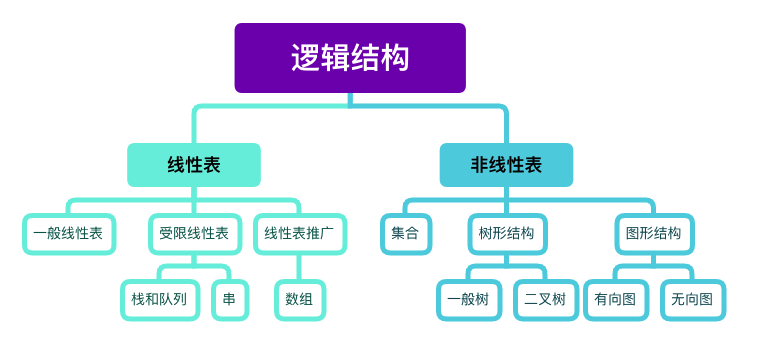 逻辑结构
线性表
非线性表
一般线性表
受限线性表
线性表推广
集合
树形结构
图形结构
栈和队列
串
数组
一般树
二叉树
有向图
无向图